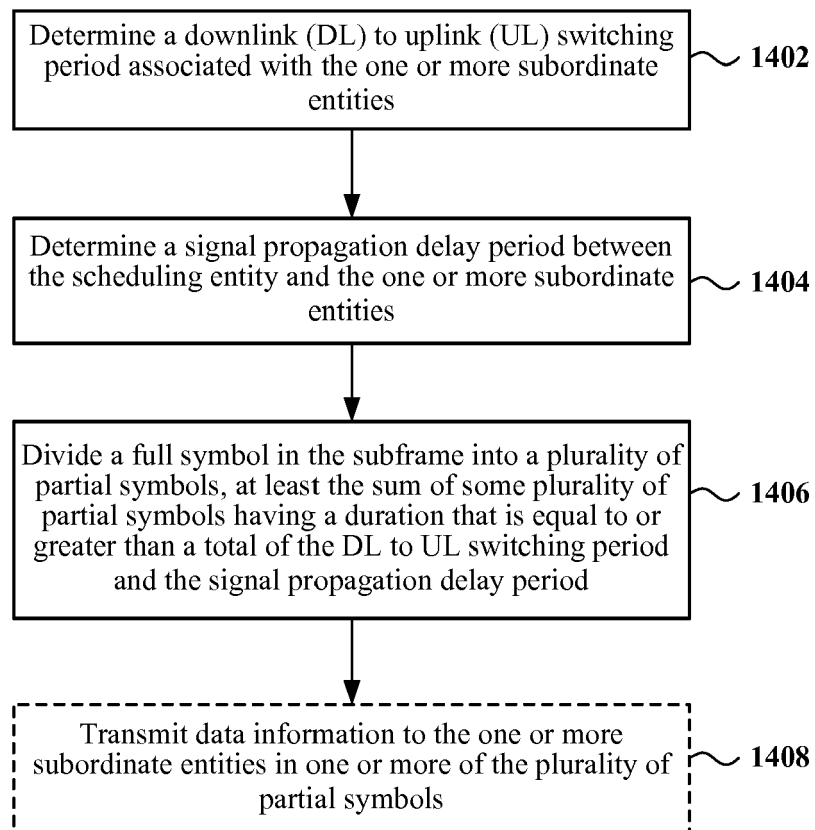 Determine a downlink (DL) to uplink (UL) switching
period associated with the one or more subordinate
entities
1402
Determine a signal propagation delay period between
the scheduling entity and the one or more subordinate
entities
1404
Divide a full symbol in the subframe into a plurality of
partial symbols, at least the sum of some plurality of
partial symbols having a duration that is equal to or
greater than a total of the DL to UL switching period
and the signal propagation delay period
1406
Transmit data information to the one or more
subordinate entities in one or more of the plurality of
partial symbols
1408